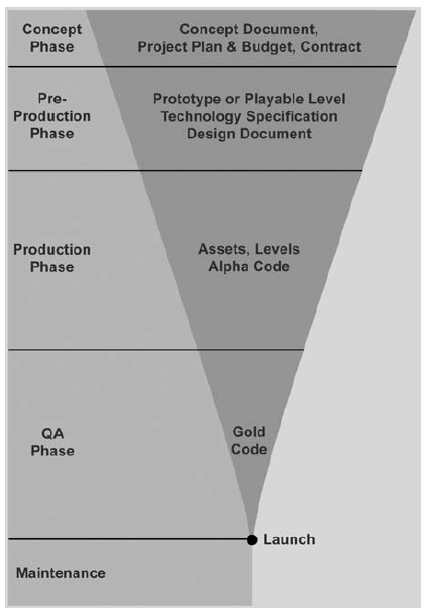 Concept
Phase
Concept Document,
Project Plan & Budget, Contract
Pre-
Production
Phase
Prototype or Playable Level
Technology Specification
Design Document
Production
Phase
Assets, Levels
Alpha Code
QA
Phase
Gold
Code
Launch
Maintenance